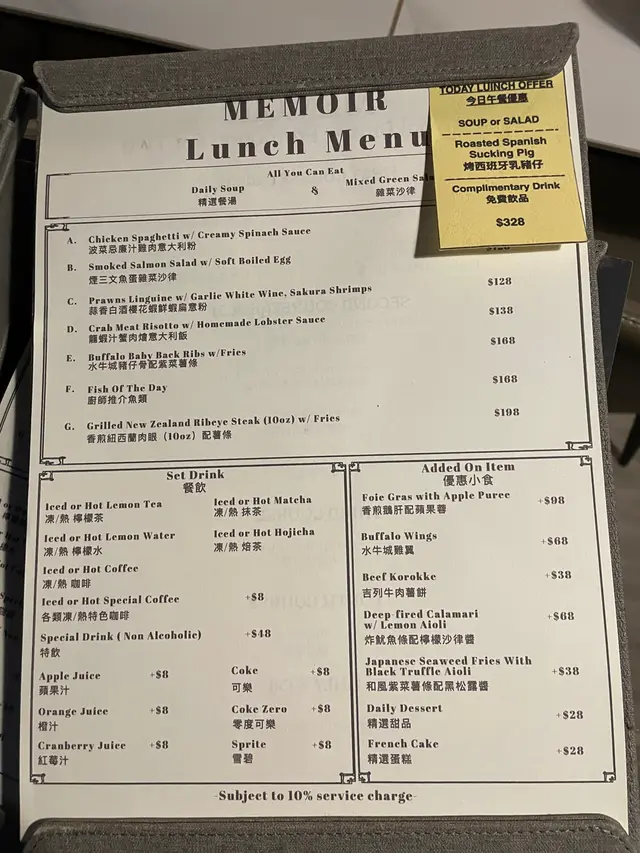 MEMOIR
Lunch Menu
TODAY LUINCH OFFER
今日午餐優惠
SOUP or SALAD
Roasted Spanish
Sucking Pig
烤西班牙乳豬仔
Complimentary Drink
免費飲品
$328
All You Can Eat
Daily Soup
精選餐湯
&
Mixed Green
雜菜沙律
A. Chicken Spaghetti w/ Creamy Spinach Sauce
波菜忌廉汁雞肉意大利粉
B. Smoked Salmon Salad w/ Soft Boiled Egg
煙三文魚蛋雜菜沙律
$128
C. Prawns Linguine w/ Garlic White Wine, Sakura Shrimps
蒜香白酒櫻花蝦鮮蝦扁意粉
$138
D. Crab Meat Risotto w/ Homemade Lobster Sauce
龍蝦汁蟹肉燴意大利飯
$168
E. Buffalo Baby Back Ribs w/Fries
水牛城豬仔骨配紫菜薯條
F. Fish Of The Day
廚師推介魚類
$168
G. Grilled New Zealand Ribeye Steak (10oz) w/ Fries
香煎紐西蘭肉眼（10oz）配薯條
$198
Set Drink
餐飲
Iced or Hot Lemon Tea
凍/熱 檸檬茶
Iced or Hot Matcha
凍/熱 抹茶
Iced or Hot Lemon Water
凍/熱 檸檬水
Iced or Hot Hojicha
凍/熱 焙茶
Iced or Hot Coffee
凍/熱 咖啡
Iced or Hot Special Coffee +$8
各類凍/熱特色咖啡
Special Drink ( Non Alcoholic) +$48
特飲
Apple Juice +$8
蘋果汁
Coke +$8
可樂
Orange Juice +$8
橙汁
Coke Zero +$8
零度可樂
Cranberry Juice +$8
紅莓汁
Sprite +$8
雪碧
Added On Item
優惠小食
Foie Gras with Apple Puree +$98
香煎鵝肝配蘋果蓉
Buffalo Wings +$68
水牛城雞翼
Beef Korokke +$38
吉列牛肉薯餅
Deep-fired Calamari
w/ Lemon Aioli +$68
炸魷魚條配檸檬沙律醬
Japanese Seaweed Fries With
Black Truffle Aioli +$38
和風紫菜薯條配黑松露醬
Daily Dessert +$28
精選甜品
French Cake +$28
精選蛋糕
-Subject to 10% service charge-